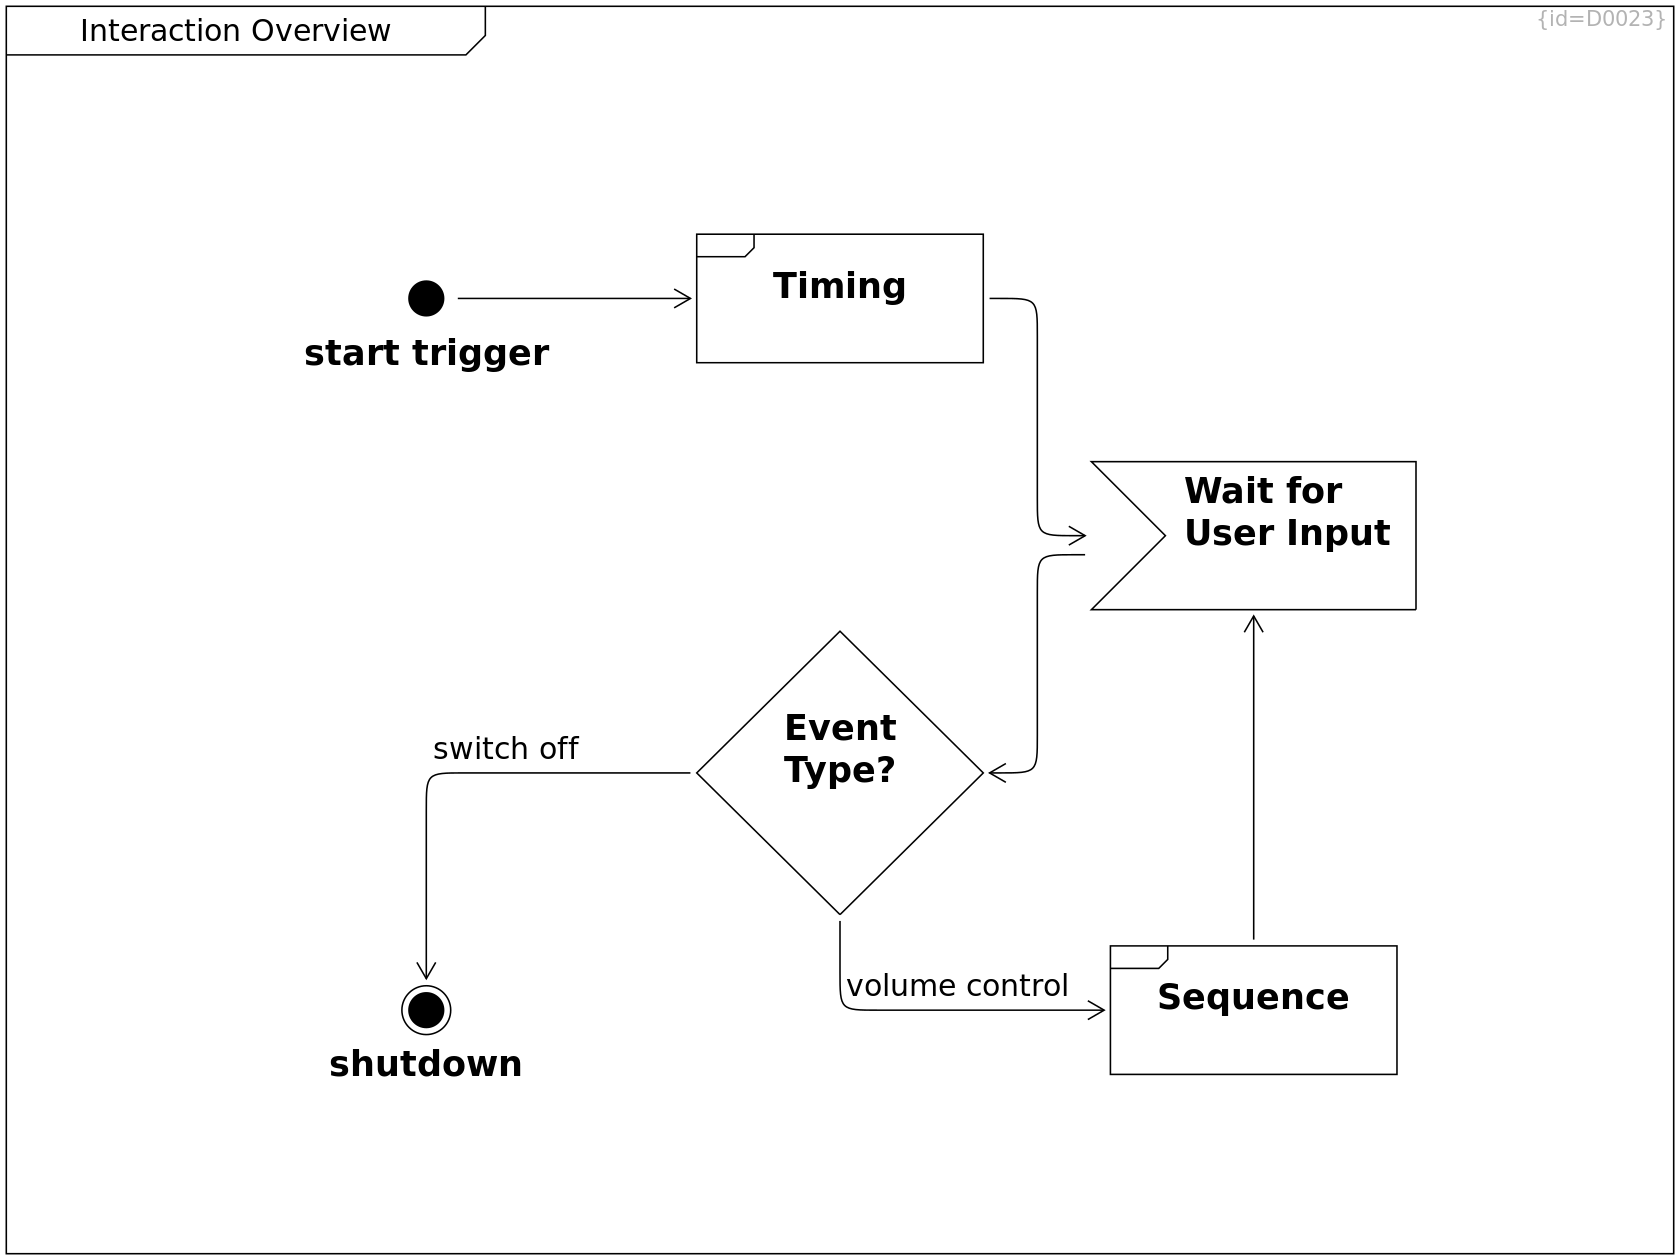 Interaction Overview
{id=D0023}
Timing
start trigger
Wait for
User Input
Event
Type?
switch off
volume control
Sequence
shutdown